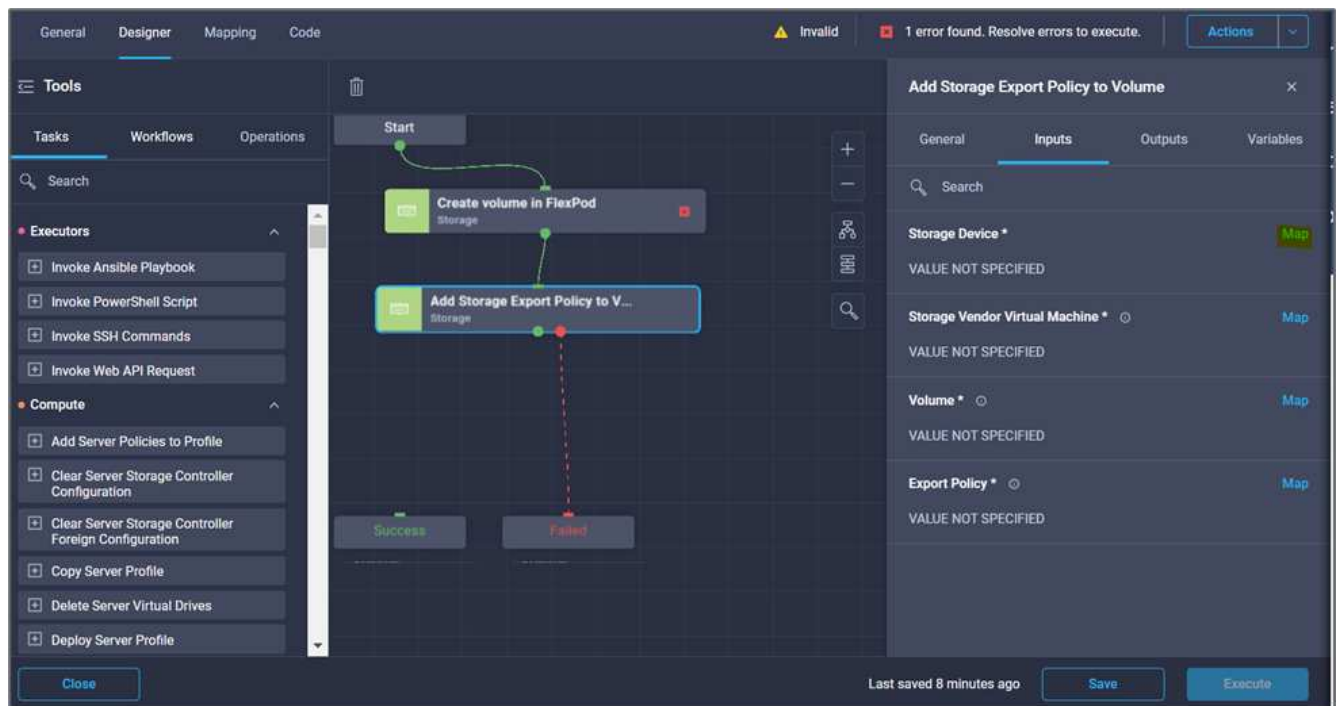 General Designer Mapping Code Invalid 1 error found. Resolve errors to execute. Actions
Tools
Tasks Workflows Operations
Search
Executors
Invoke Ansible Playbook
Invoke PowerShell Script
Invoke SSH Commands
Invoke Web API Request
Compute
Add Server Policies to Profile
Clear Server Storage Controller
Configuration
Clear Server Storage Controller
Foreign Configuration
Copy Server Profile
Delete Server Virtual Drives
Deploy Server Profile
Start
Create volume in FlexPod
Storage
Add Storage Export Policy to V...
Storage
Success Failed
Add Storage Export Policy to Volume
General Inputs Outputs Variables
Search
Storage Device * Map
VALUE NOT SPECIFIED
Storage Vendor Virtual Machine * Map
VALUE NOT SPECIFIED
Volume * Map
VALUE NOT SPECIFIED
Export Policy * Map
VALUE NOT SPECIFIED
Close Last saved 8 minutes ago Save Execute